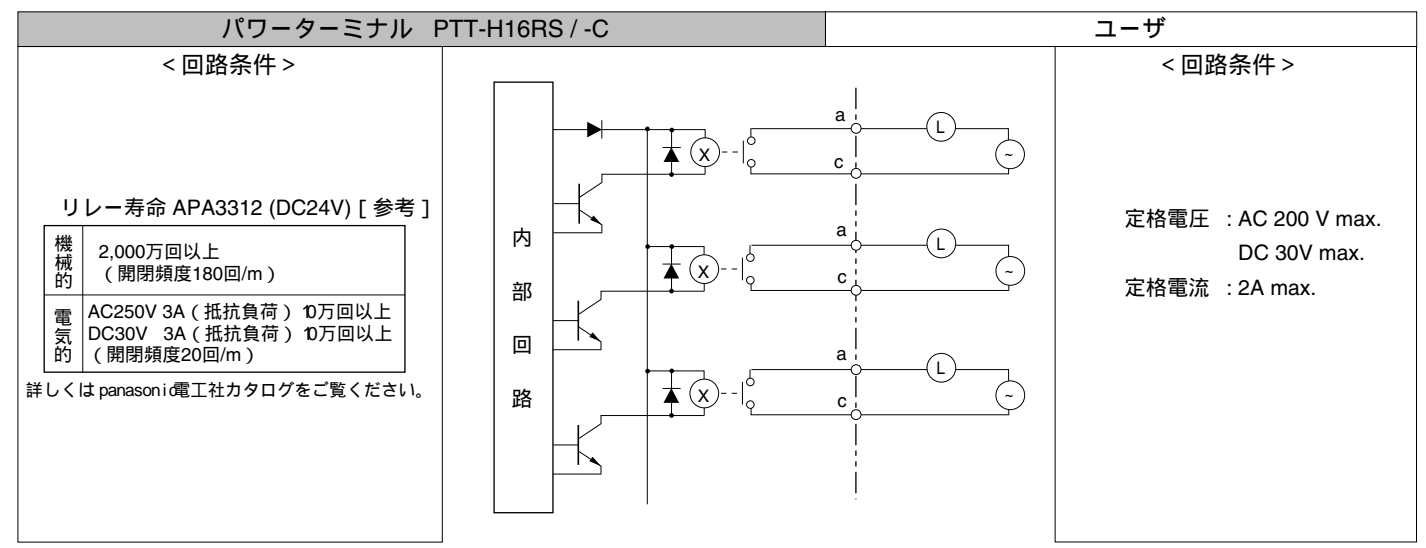 パワーターミナル PTT-H16RS / -C
ユーザ
< 回路条件 >
リレー寿命 APA3312 (DC24V) [ 参考 ]
機械的
2,000万回以上
( 開閉頻度180回/m )
電気的
AC250V 3A ( 抵抗負荷 ) 10万回以上
DC30V 3A ( 抵抗負荷 ) 10万回以上
( 開閉頻度20回/m )
詳しくは panasonic電工社カタログをご覧ください。
内部回路
X
a
c
L
~
X
a
c
L
~
X
a
c
L
~
< 回路条件 >
定格電圧 : AC 200 V max.
DC 30V max.
定格電流 : 2A max.